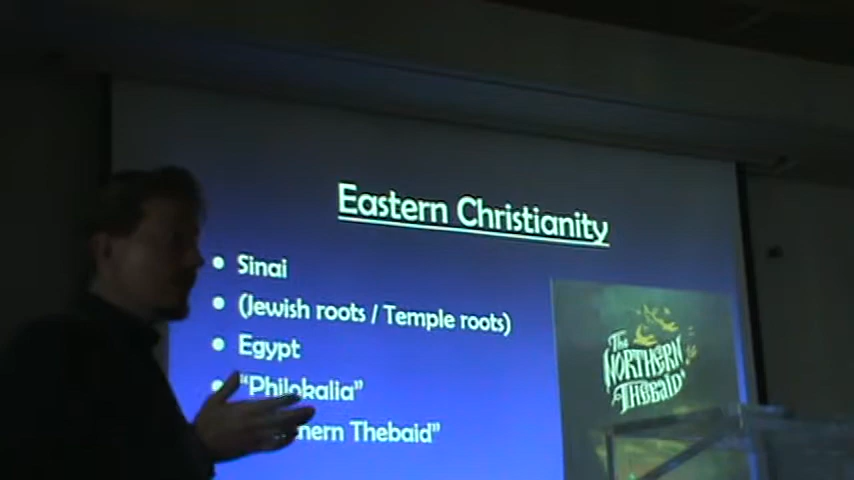 Eastern Christianity
Sinai
(Jewish roots / Temple roots)
Egypt
"Philokalia"
Thebaid"
The
NORTHERN
THEBAID